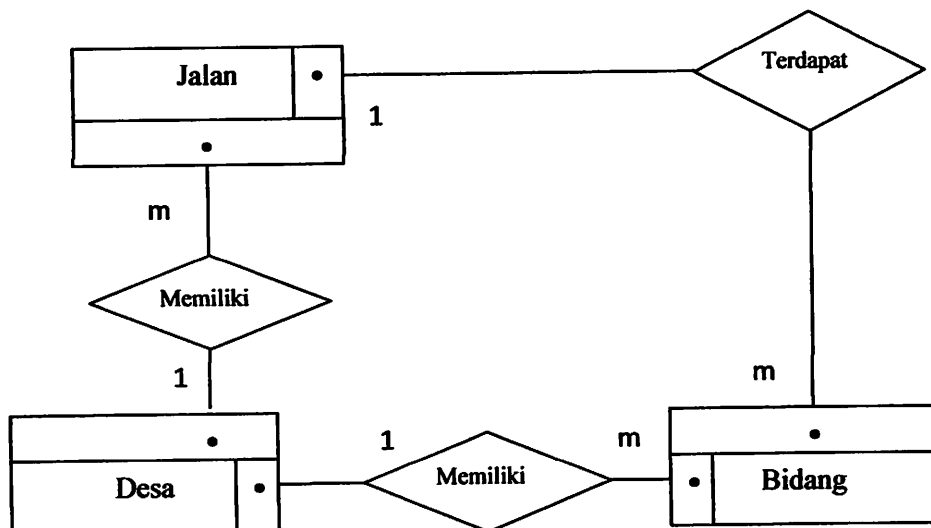 Jalan
Terdapat
1
m
Memiliki
1
m
1
m
Desa
Memiliki
Bidang